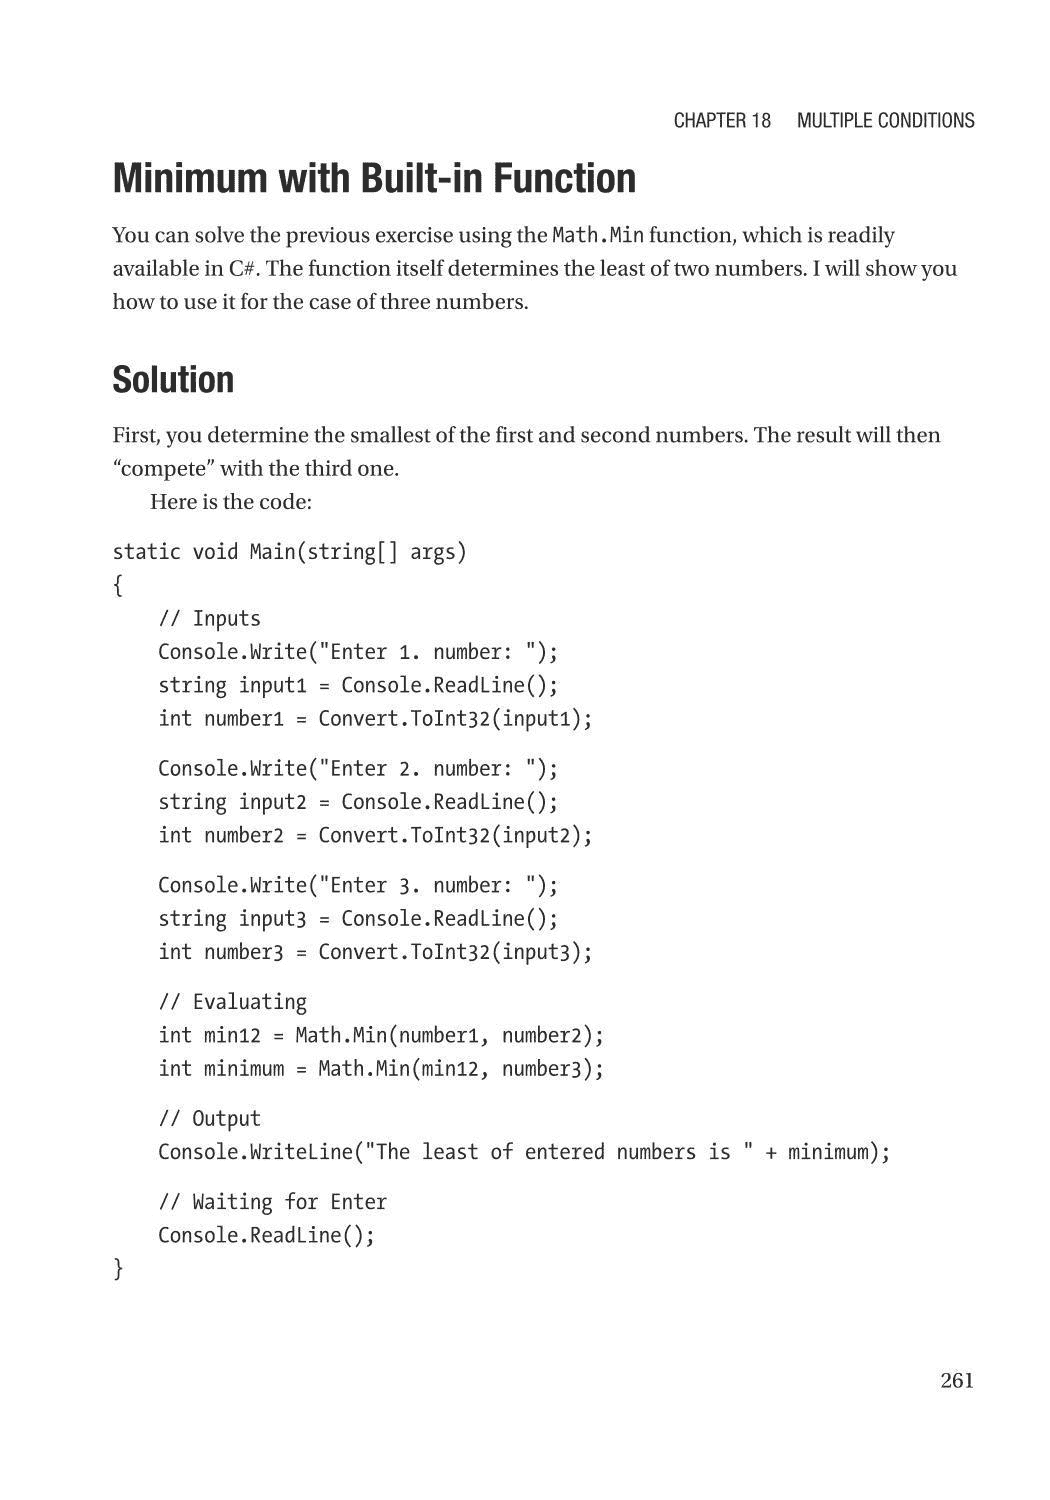 CHAPTER 18 MULTIPLE CONDITIONS
Minimum with Built-in Function
You can solve the previous exercise using the Math.Min function, which is readily
available in C#. The function itself determines the least of two numbers. I will show you
how to use it for the case of three numbers.
Solution
First, you determine the smallest of the first and second numbers. The result will then
“compete” with the third one.
Here is the code:
static void Main(string[] args)
{
    // Inputs
    Console.Write("Enter 1. number: ");
    string input1 = Console.ReadLine();
    int number1 = Convert.ToInt32(input1);
    Console.Write("Enter 2. number: ");
    string input2 = Console.ReadLine();
    int number2 = Convert.ToInt32(input2);
    Console.Write("Enter 3. number: ");
    string input3 = Console.ReadLine();
    int number3 = Convert.ToInt32(input3);
    // Evaluating
    int min12 = Math.Min(number1, number2);
    int minimum = Math.Min(min12, number3);
    // Output
    Console.WriteLine("The least of entered numbers is " + minimum);
    // Waiting for Enter
    Console.ReadLine();
}
261